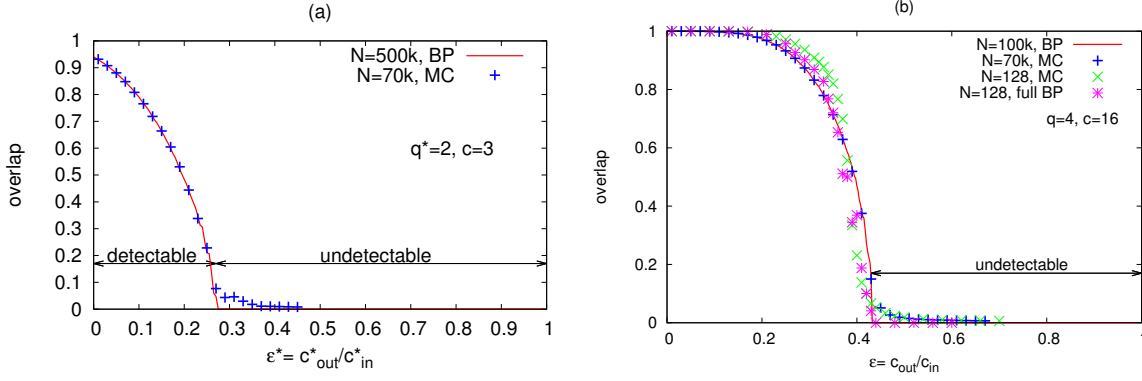 (a)
overlap
1
0.9
0.8
0.7
0.6
0.5
0.4
0.3
0.2
0.1
0
N=500k, BP
N=70k, MC
q*=2, c=3
detectable
undetectable
0 0.1 0.2 0.3 0.4 0.5 0.6 0.7 0.8 0.9 1
ε*= c*out/c*in
(b)
overlap
1
0.8
0.6
0.4
0.2
0
N=100k, BP
N=70k, MC
N=128, MC
N=128, full BP
q=4, c=16
undetectable
0 0.2 0.4 0.6 0.8 1
ε= cout/cin